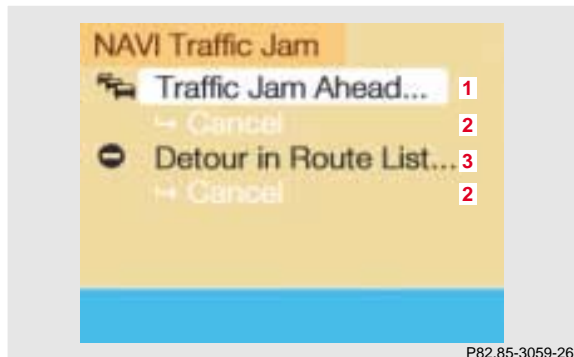 NAVI Traffic Jam
Traffic Jam Ahead... 1
↪ Cancel 2
Detour in Route List... 3
↪ Cancel 2
P82.85-3059-26